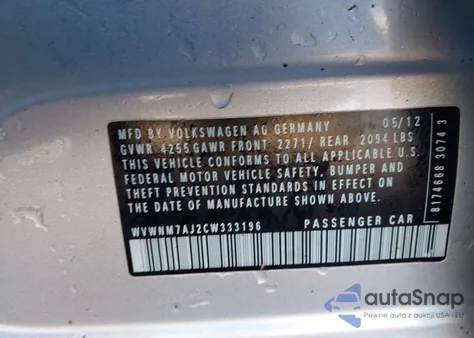 MFD BY VOLKSWAGEN AG GERMANY 05/12
GVWR 4255 GAWR FRONT 2271/ REAR 2094 LBS
THIS VEHICLE CONFORMS TO ALL APPLICABLE U.S.
FEDERAL MOTOR VEHICLE SAFETY, BUMPER AND
THEFT PREVENTION STANDARDS IN EFFECT ON
THE DATE OF MANUFACTURE SHOWN ABOVE
WVWNM7AJ2CW333196 PASSENGER CAR
8174668 3074 3
autoSnap
Pewne auta z aukcji USA - EU